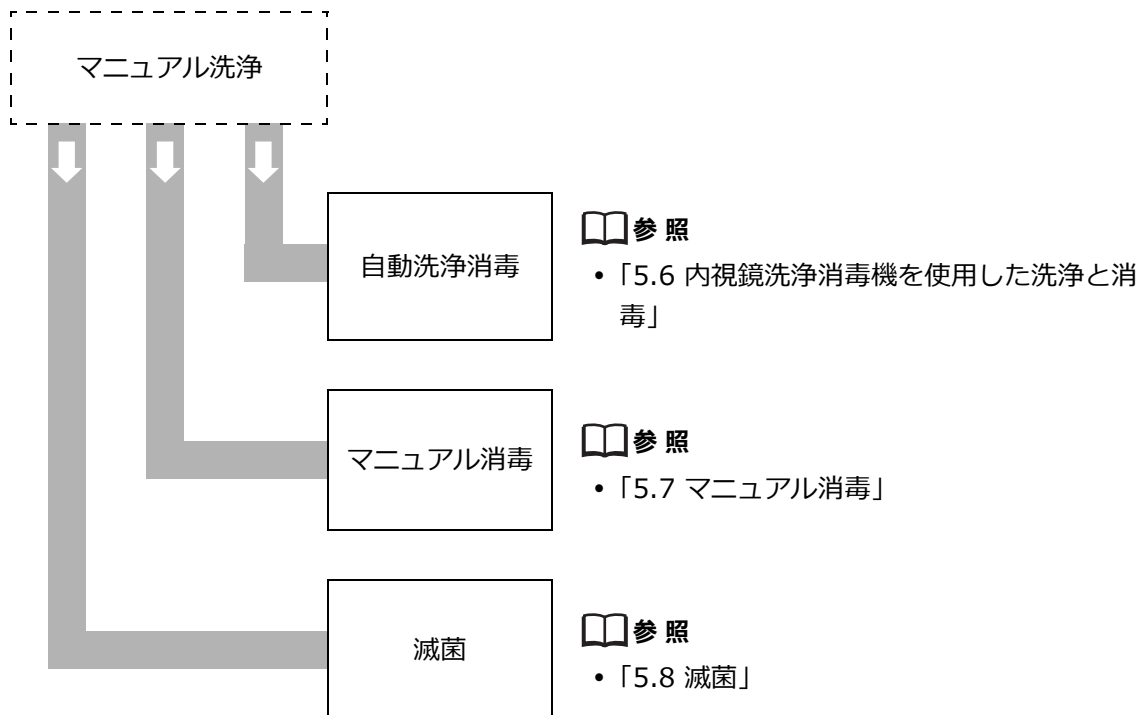 マニュアル洗浄
自動洗浄消毒
参照
•「5.6 内視鏡洗浄消毒機を使用した洗浄と消
毒」
マニュアル消毒
参照
•「5.7 マニュアル消毒」
滅菌
参照
•「5.8 滅菌」